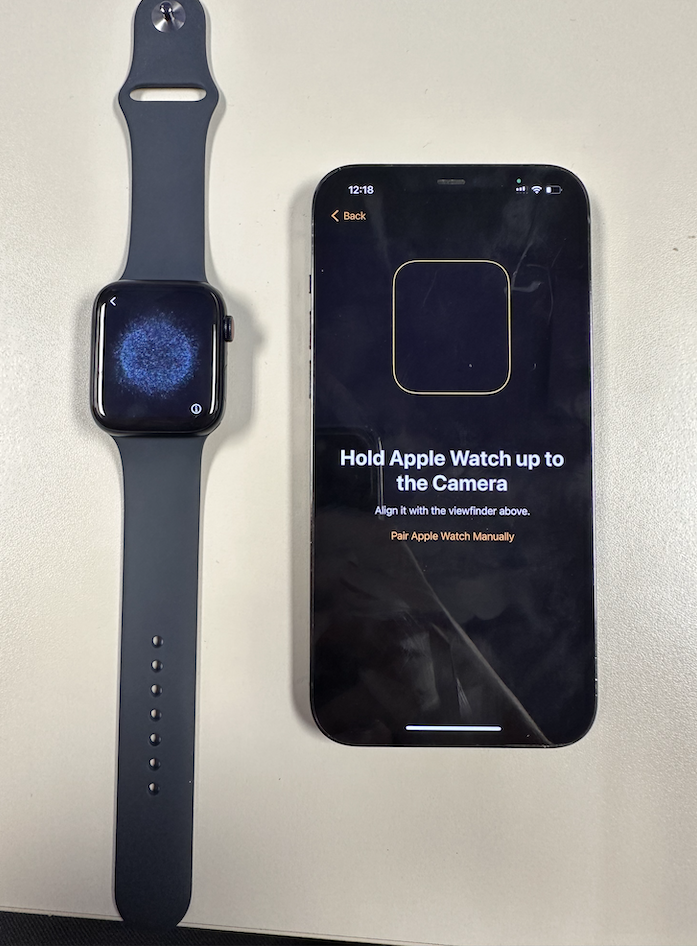 12:18
Back
Hold Apple Watch up to
the Camera
Align it with the viewfinder above.
Pair Apple Watch Manually